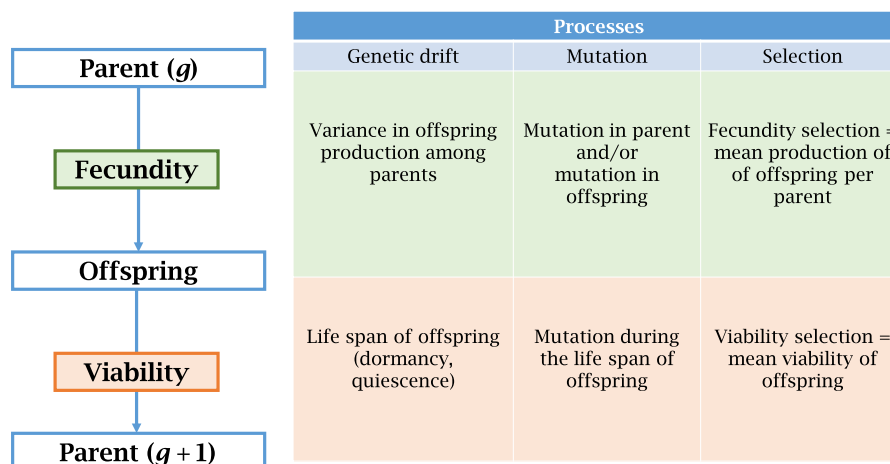 Parent (g)
Fecundity
Offspring
Viability
Parent (g + 1)
Processes
Genetic drift
Mutation
Selection
Variance in offspring
production among
parents
Mutation in parent
and/or
mutation in
offspring
Fecundity selection =
mean production of
of offspring per
parent
Life span of offspring
(dormancy,
quiescence)
Mutation during
the life span of
offspring
Viability selection =
mean viability of
offspring